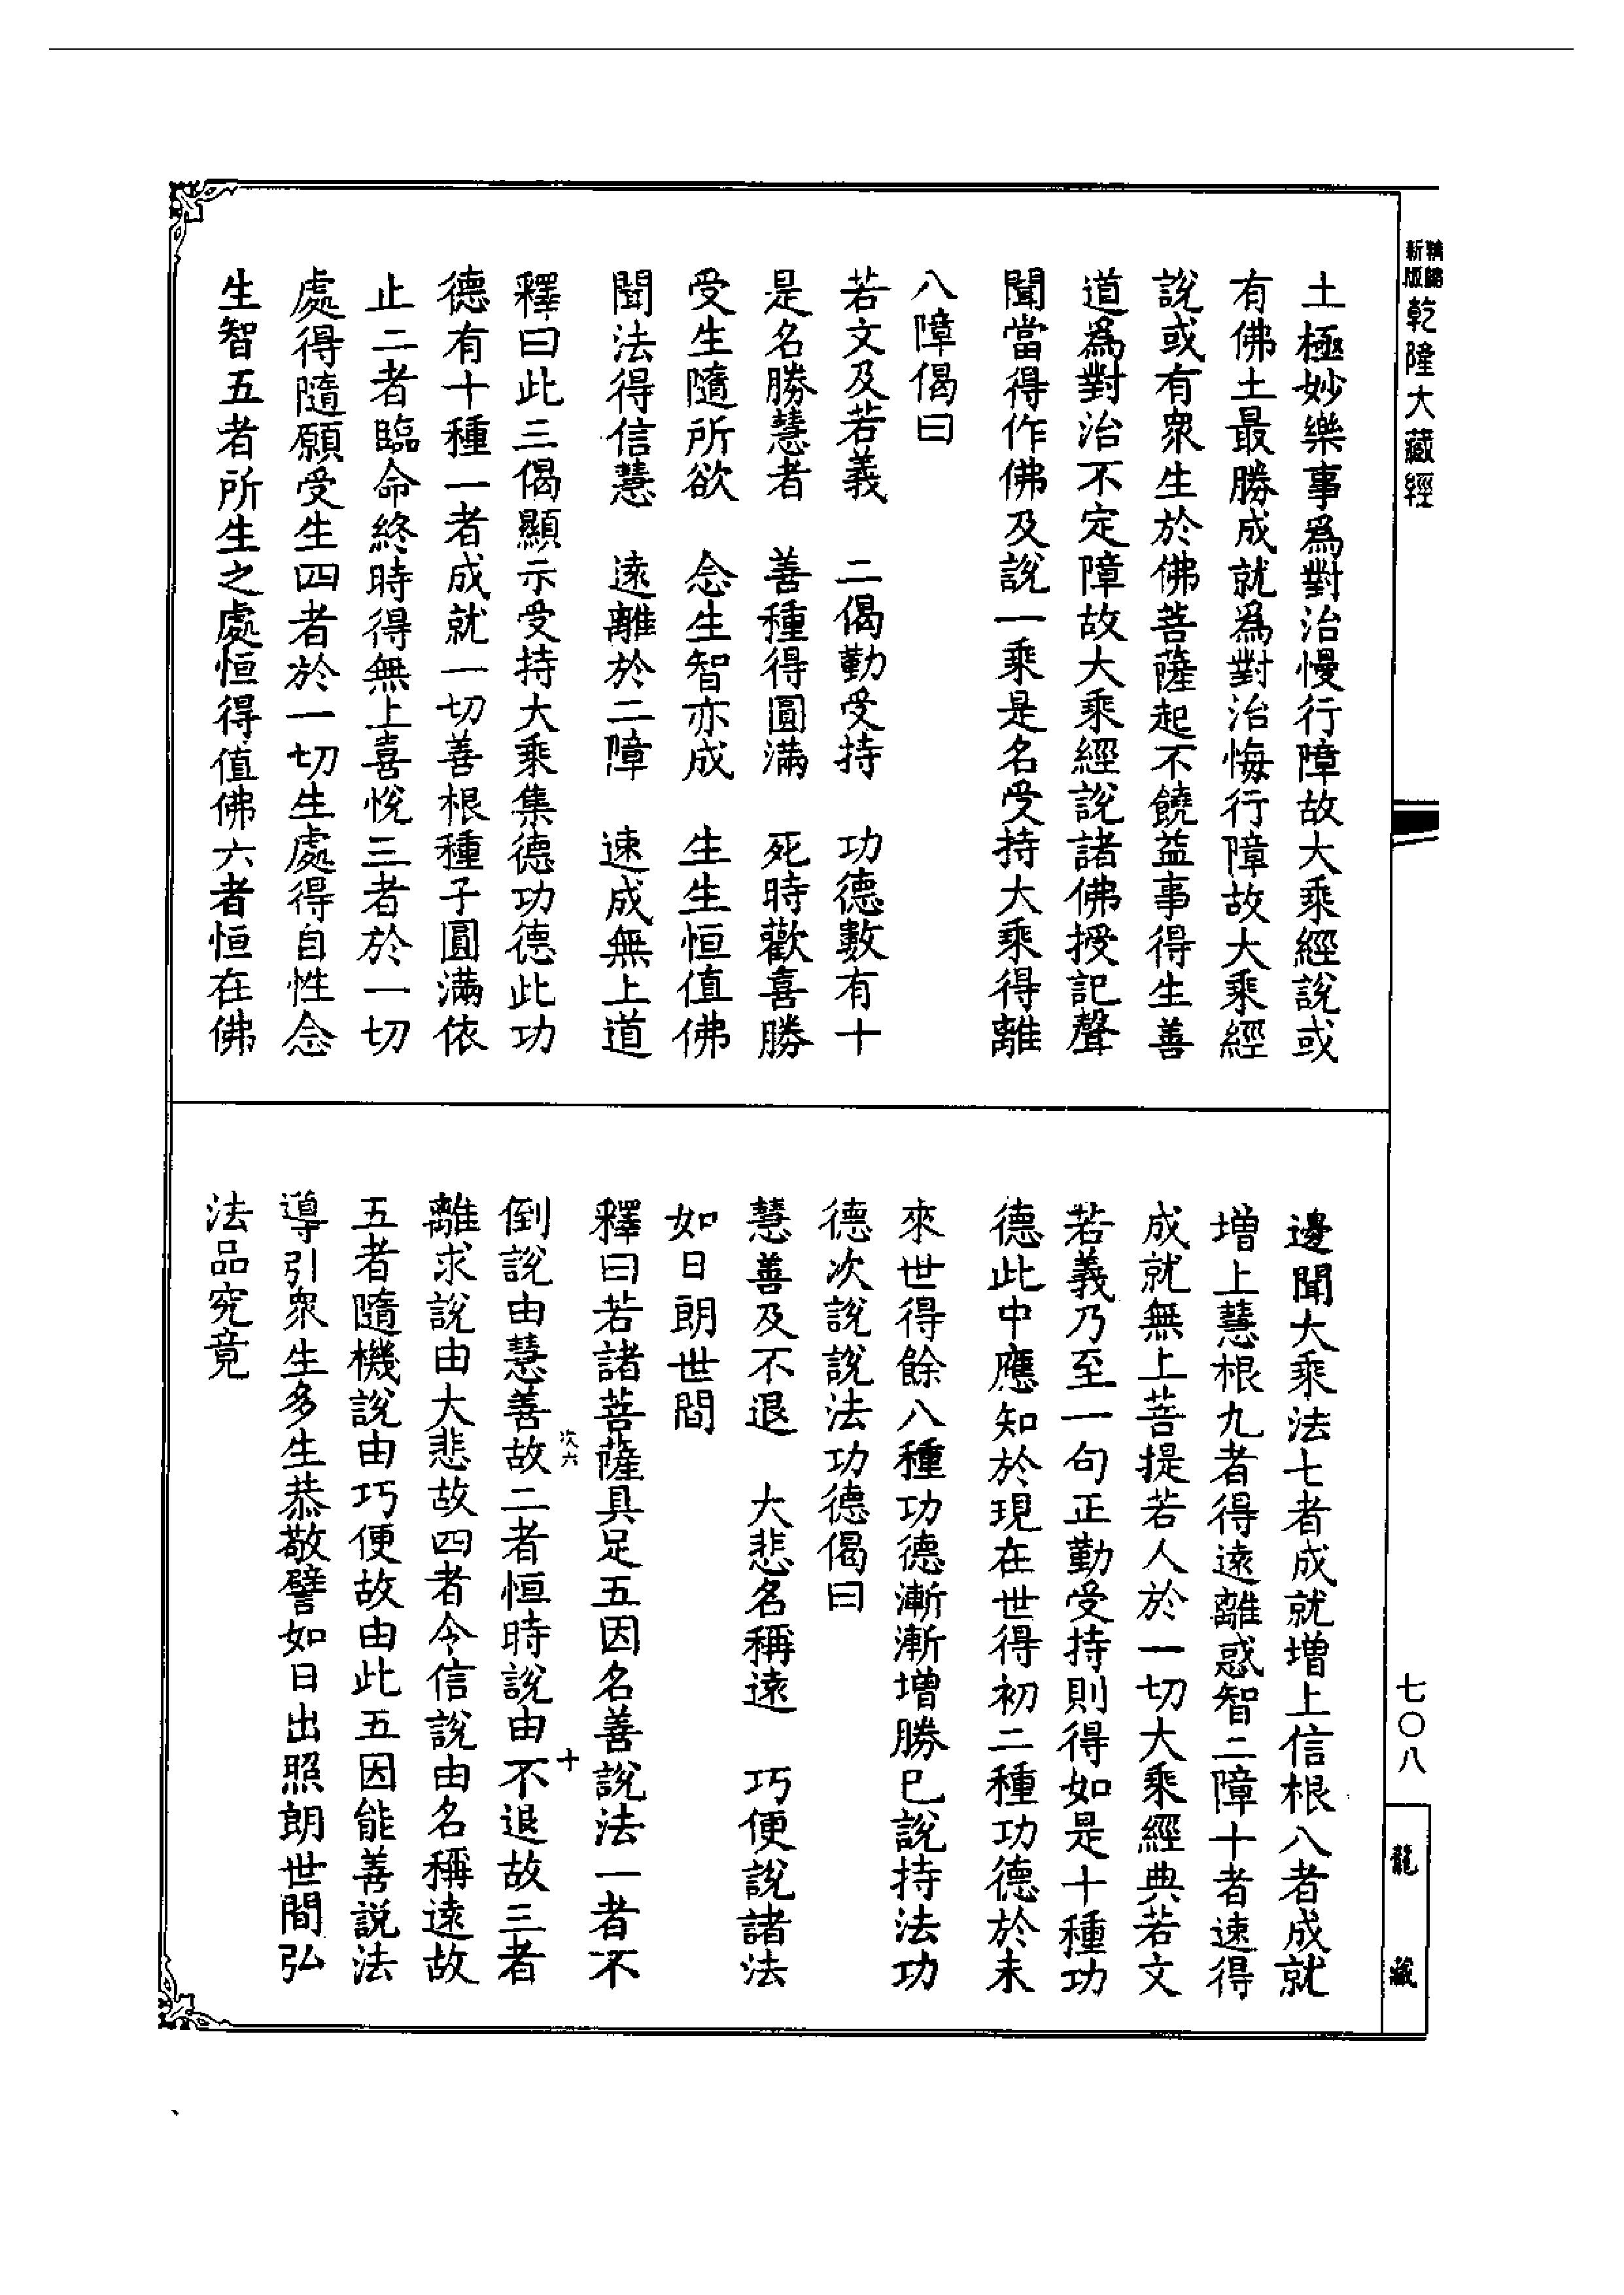 新版
精縮
乾隆大藏經
土極妙樂事爲對治慢行障故大乘經說或
有佛土最勝成就爲對治悔行障故大乘經
說或有衆生於佛菩薩起不饒益事得生善
道爲對治不定障故大乘經說諸佛授記聲
聞當得作佛及說一乘是名受持大乘得離
八障偈曰
若文及若義　二偈勤受持　功德數有十
是名勝慧者　善種得圓滿　死時歡喜勝
受生隨所欲　念生智亦成　生生恒值佛
聞法得信慧　遠離於二障　速成無上道
釋曰此三偈顯示受持大乘集德功德此功
德有十種一者成就一切善根種子圓滿依
止二者臨命終時得無上喜悅三者於一切
處得隨願受生四者於一切生處得自性念
生智五者所生之處恒得值佛六者恒在佛
邊聞大乘法七者成就增上信根八者成就
增上慧根九者得遠離惑智二障十者速得
成就無上菩提若人於一切大乘經典若文
若義乃至一句正勤受持則得如是十種功
德此中應知於現在世得初二種功德於未
來世得餘八種功德漸漸增勝已說持法功
德次說說法功德偈曰
慧善及不退　大悲名稱遠　巧便說諸法
如日朗世間
釋曰若諸菩薩具足五因名善說法一者不
次六　十
倒說由慧善故二者恒時說由不退故三者
離求說由大悲故四者令信說由名稱遠故
五者隨機說由巧便故由此五因能善説法
導引衆生多生恭敬譬如日出照朗世間弘
法品究竟
七〇八
龍藏